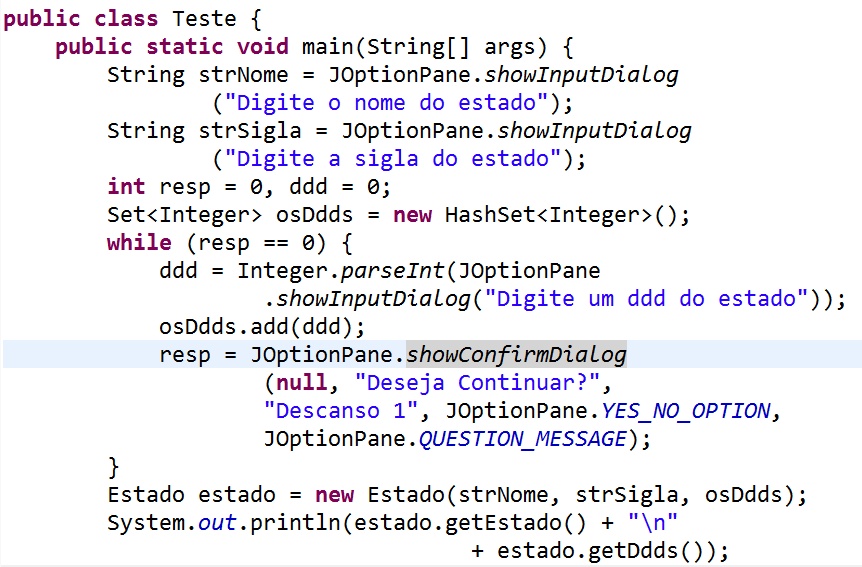 public class Teste {
    public static void main(String[] args) {
        String strNome = JOptionPane.showInputDialog
                ("Digite o nome do estado");
        String strSigla = JOptionPane.showInputDialog
                ("Digite a sigla do estado");
        int resp = 0, ddd = 0;
        Set<Integer> osDdds = new HashSet<Integer>();
        while (resp == 0) {
            ddd = Integer.parseInt(JOptionPane
                    .showInputDialog("Digite um ddd do estado"));
            osDdds.add(ddd);
            resp = JOptionPane.showConfirmDialog
                    (null, "Deseja Continuar?",
                    "Descanso 1", JOptionPane.YES_NO_OPTION,
                    JOptionPane.QUESTION_MESSAGE);
        }
        Estado estado = new Estado(strNome, strSigla, osDdds);
        System.out.println(estado.getEstado() + "\n"
                                    + estado.getDdds());